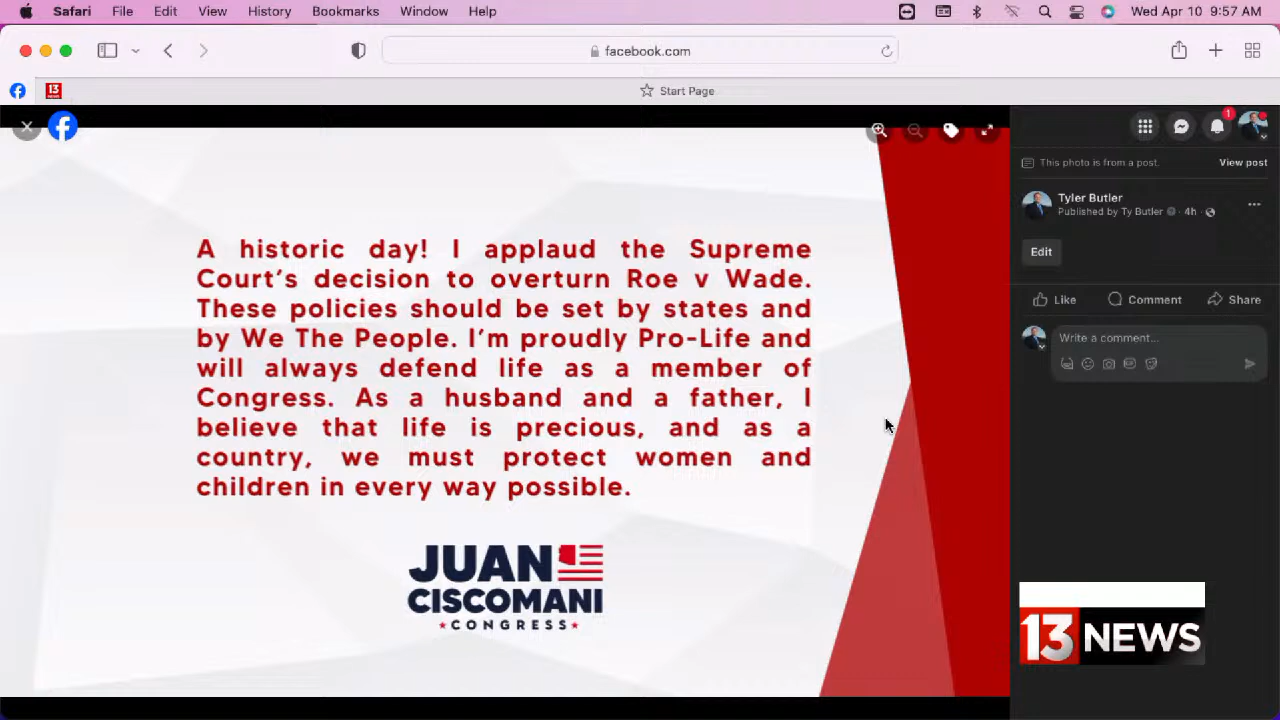 Safari File Edit View History Bookmarks Window Help Wed Apr 10 9:57 AM
facebook.com
13 NEWS
Start Page
1
This photo is from a post. View post
Tyler Butler
Published by Ty Butler · 4h ·
Edit
Like Comment Share
Write a comment...
A historic day! I applaud the Supreme
Court's decision to overturn Roe v Wade.
These policies should be set by states and
by We The People. I'm proudly Pro-Life and
will always defend life as a member of
Congress. As a husband and a father, I
believe that life is precious, and as a
country, we must protect women and
children in every way possible.
JUAN
CISCOMANI
CONGRESS
13 NEWS